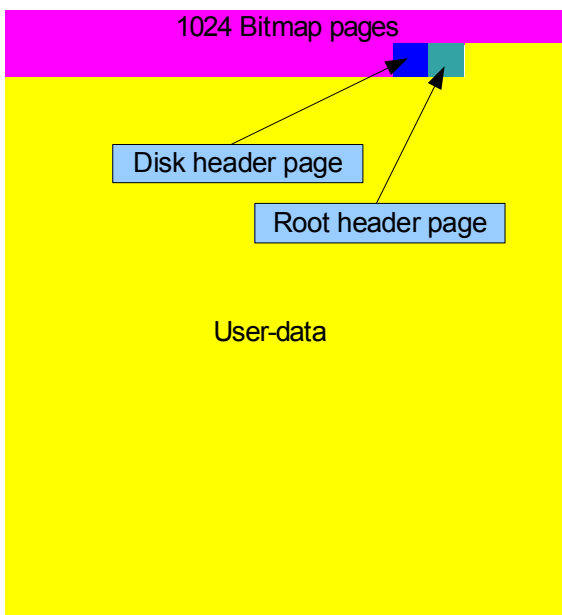 1024 Bitmap pages
Disk header page
Root header page
User-data